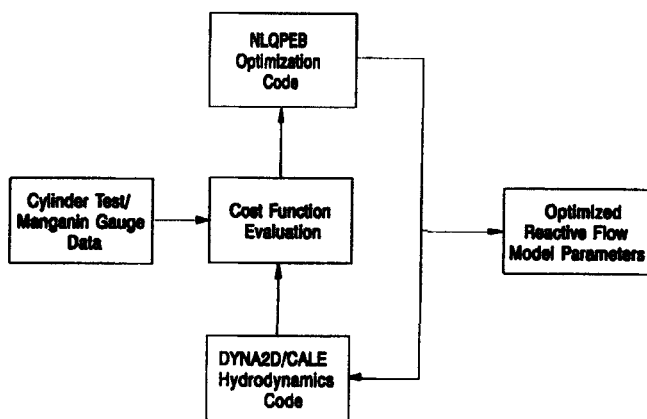 NLQPEB
Optimization
Code
Cylinder Test/
Manganin Gauge
Data
Cost Function
Evaluation
Optimized
Reactive Flow
Model Parameters
DYNA2D/CALE
Hydrodynamics
Code